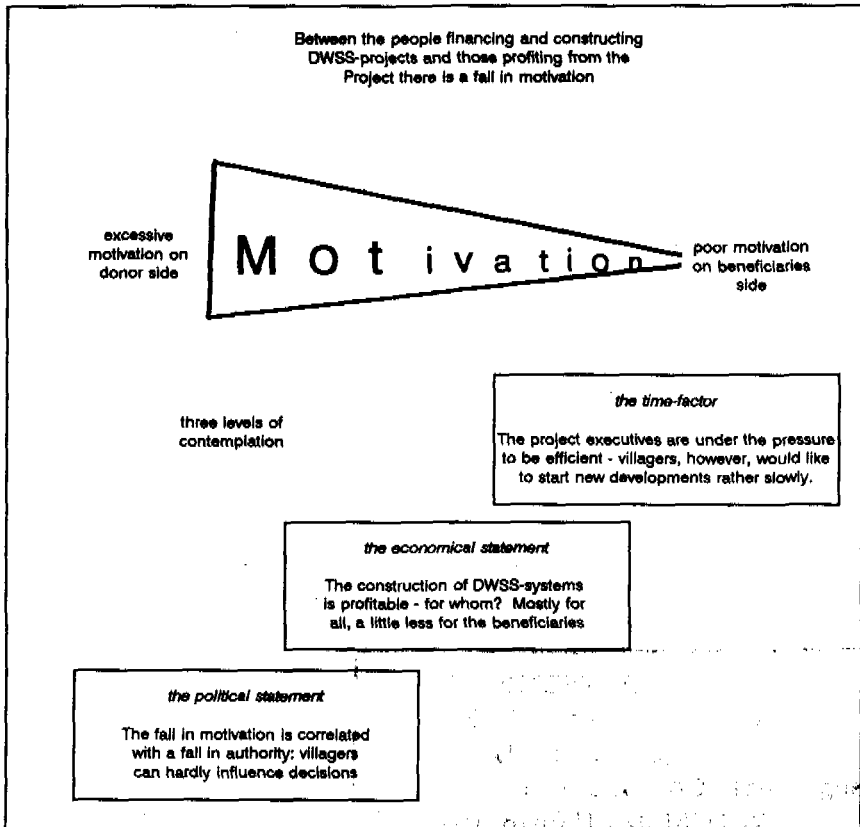 Between the people financing and constructing
DWSS-projects and those profiting from the
Project there is a fall in motivation
excessive
motivation on
donor side
Motivation
poor motivation
on beneficiaries
side
three levels of
contemplation
the time-factor
The project executives are under the pressure
to be efficient - villagers, however, would like
to start new developments rather slowly.
the economical statement
The construction of DWSS-systems
is profitable - for whom? Mostly for
all, a little less for the beneficiaries
the political statement
The fall in motivation is correlated
with a fall in authority: villagers
can hardly influence decisions